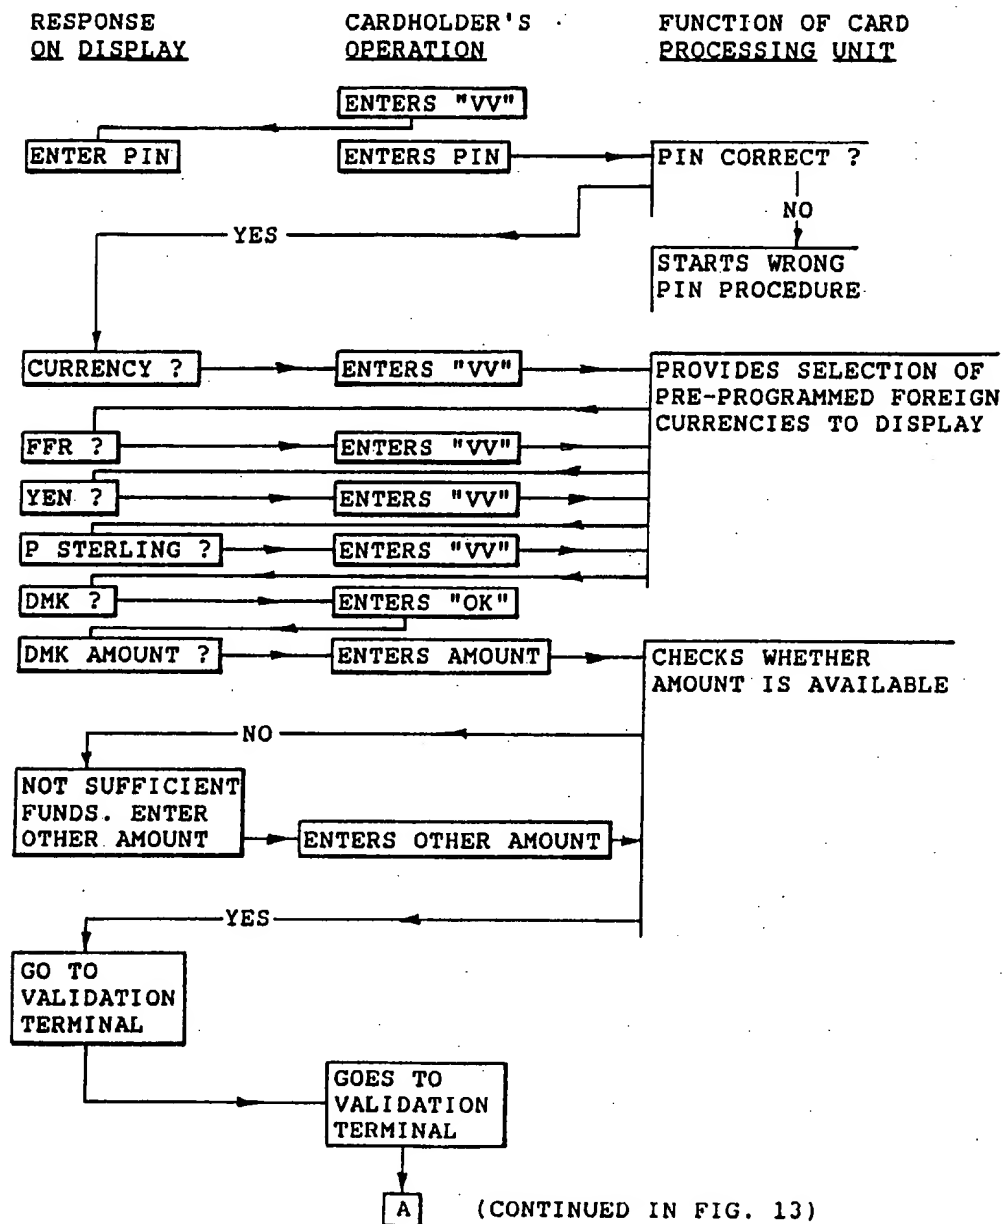 RESPONSE ON DISPLAY
CARDHOLDER'S OPERATION
FUNCTION OF CARD PROCESSING UNIT
ENTERS "VV"
ENTER PIN
ENTERS PIN
PIN CORRECT ?
NO
YES
STARTS WRONG
PIN PROCEDURE
CURRENCY ?
ENTERS "VV"
PROVIDES SELECTION OF
PRE-PROGRAMMED FOREIGN
CURRENCIES TO DISPLAY
FFR ?
ENTERS "VV"
YEN ?
ENTERS "VV"
P STERLING ?
ENTERS "VV"
DMK ?
ENTERS "OK"
DMK AMOUNT ?
ENTERS AMOUNT
CHECKS WHETHER
AMOUNT IS AVAILABLE
NO
NOT SUFFICIENT
FUNDS. ENTER
OTHER AMOUNT
ENTERS OTHER AMOUNT
YES
GO TO
VALIDATION
TERMINAL
GOES TO
VALIDATION
TERMINAL
A
(CONTINUED IN FIG. 13)